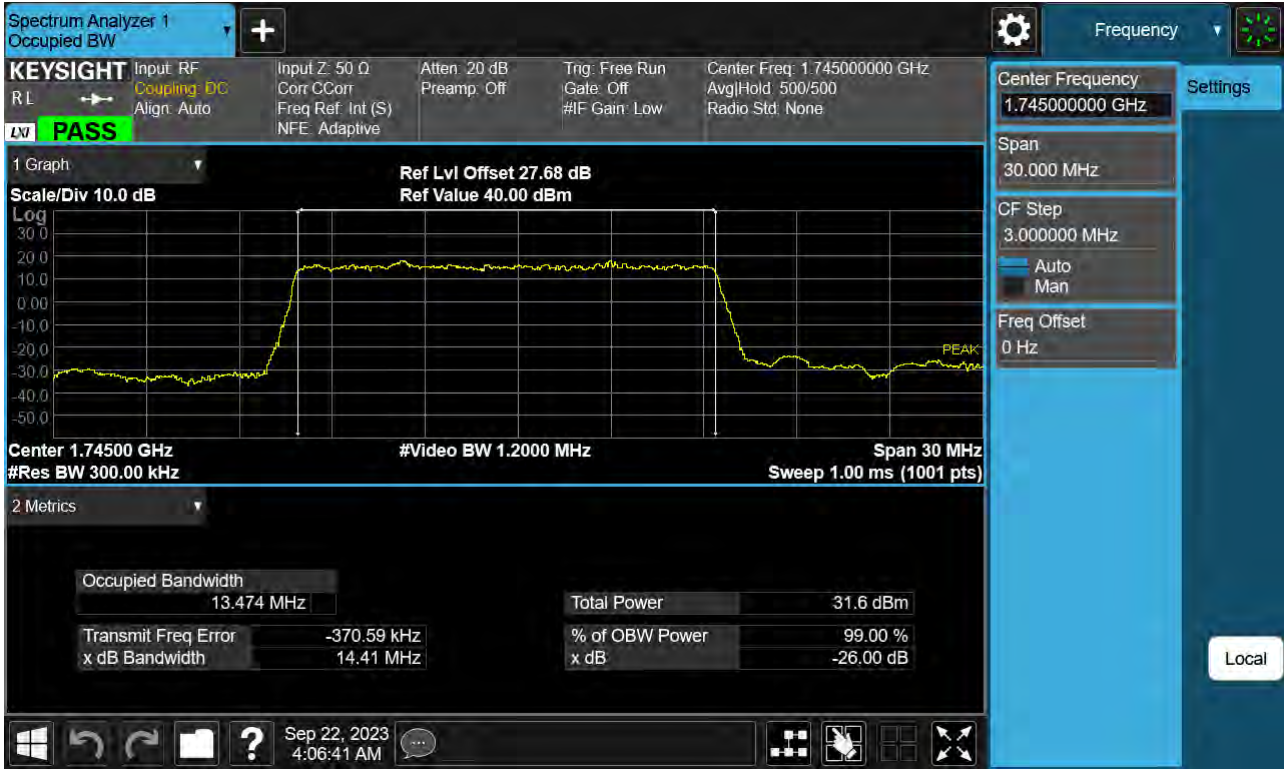 Spectrum Analyzer 1
Occupied BW
Frequency
KEYSIGHT
RL
LXI
PASS
Input: RF
Coupling: DC
Align: Auto
Input Z: 50 Ω
Corr CCorr
Freq Ref: Int (S)
NFE: Adaptive
Atten: 20 dB
Preamp: Off
Trig: Free Run
Gate: Off
#IF Gain: Low
Center Freq: 1.745000000 GHz
Avg|Hold: 500/500
Radio Std: None
Center Frequency
1.745000000 GHz
Settings
Span
30.000 MHz
CF Step
3.000000 MHz
Auto
Man
Freq Offset
0 Hz
Local
1 Graph
Scale/Div 10.0 dB
Ref Lvl Offset 27.68 dB
Ref Value 40.00 dBm
Log
30.0
20.0
10.0
0.00
-10.0
-20.0
-30.0
-40.0
-50.0
PEAK
Center 1.74500 GHz
#Res BW 300.00 kHz
#Video BW 1.2000 MHz
Span 30 MHz
Sweep 1.00 ms (1001 pts)
2 Metrics
Occupied Bandwidth
13.474 MHz
Transmit Freq Error -370.59 kHz
x dB Bandwidth 14.41 MHz
Total Power 31.6 dBm
% of OBW Power 99.00 %
x dB -26.00 dB
?
Sep 22, 2023
4:06:41 AM